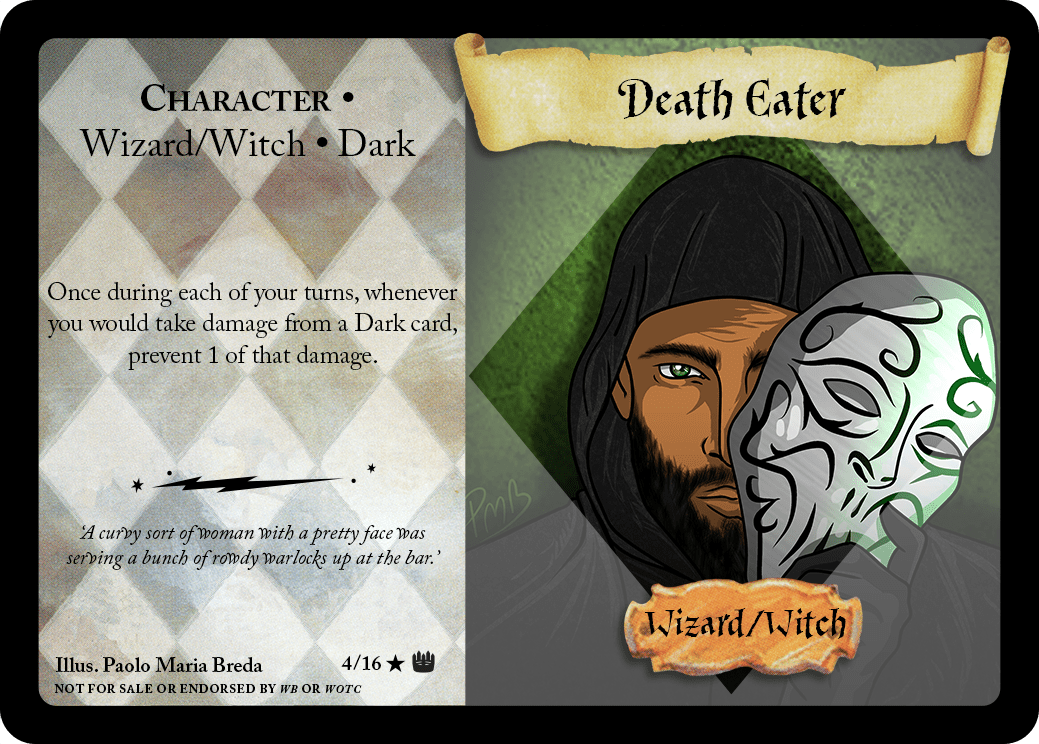 CHARACTER •
Wizard/Witch • Dark
Death Eater
Once during each of your turns, whenever
you would take damage from a Dark card,
prevent 1 of that damage.
‘A curvy sort of woman with a pretty face was
serving a bunch of rowdy warlocks up at the bar.’
PMB
Wizard/Witch
Illus. Paolo Maria Breda
4/16 ★
NOT FOR SALE OR ENDORSED BY WB OR WOTC